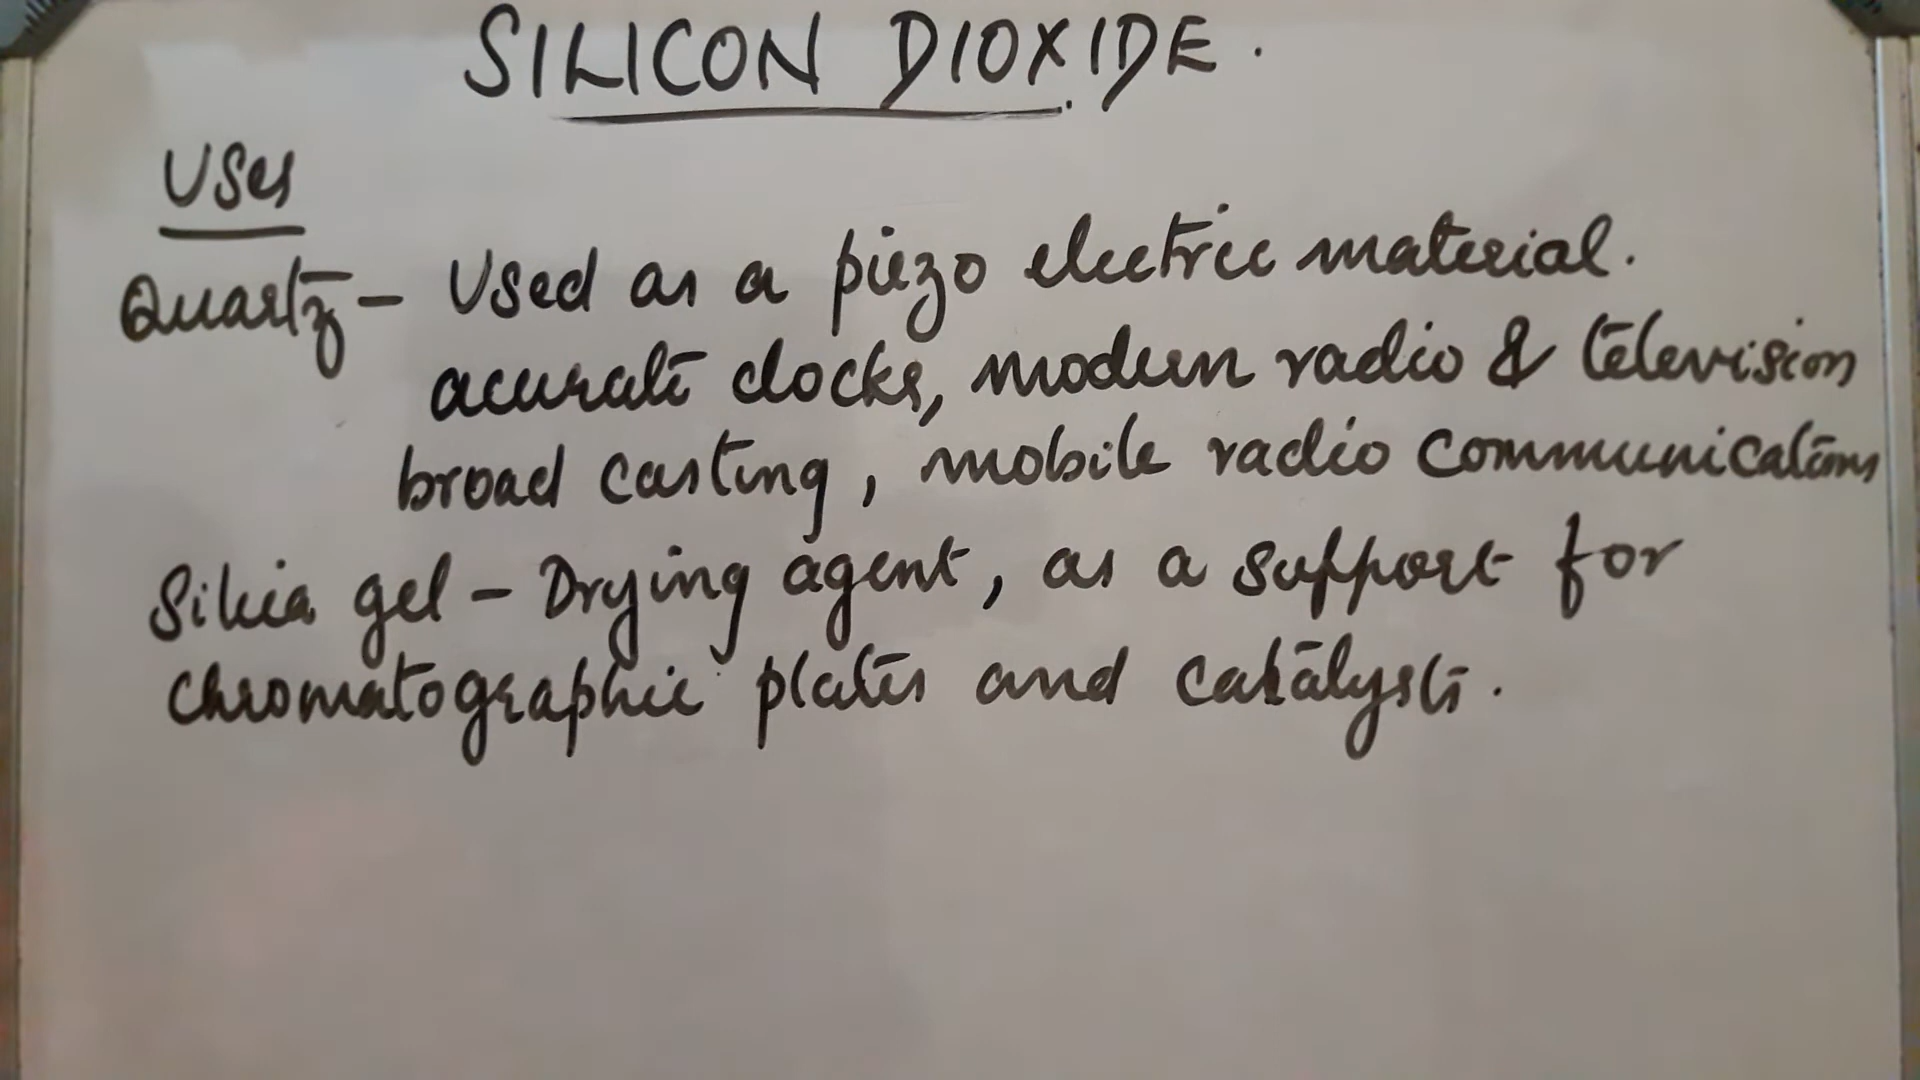 SILICON DIOXIDE.
Uses
Quartz - Used as a piezo electric material.
acurate clocks, modern radio & television
broad casting, mobile radio communications
Silica gel - Drying agent, as a support for
chromatographic plates and catalysts.